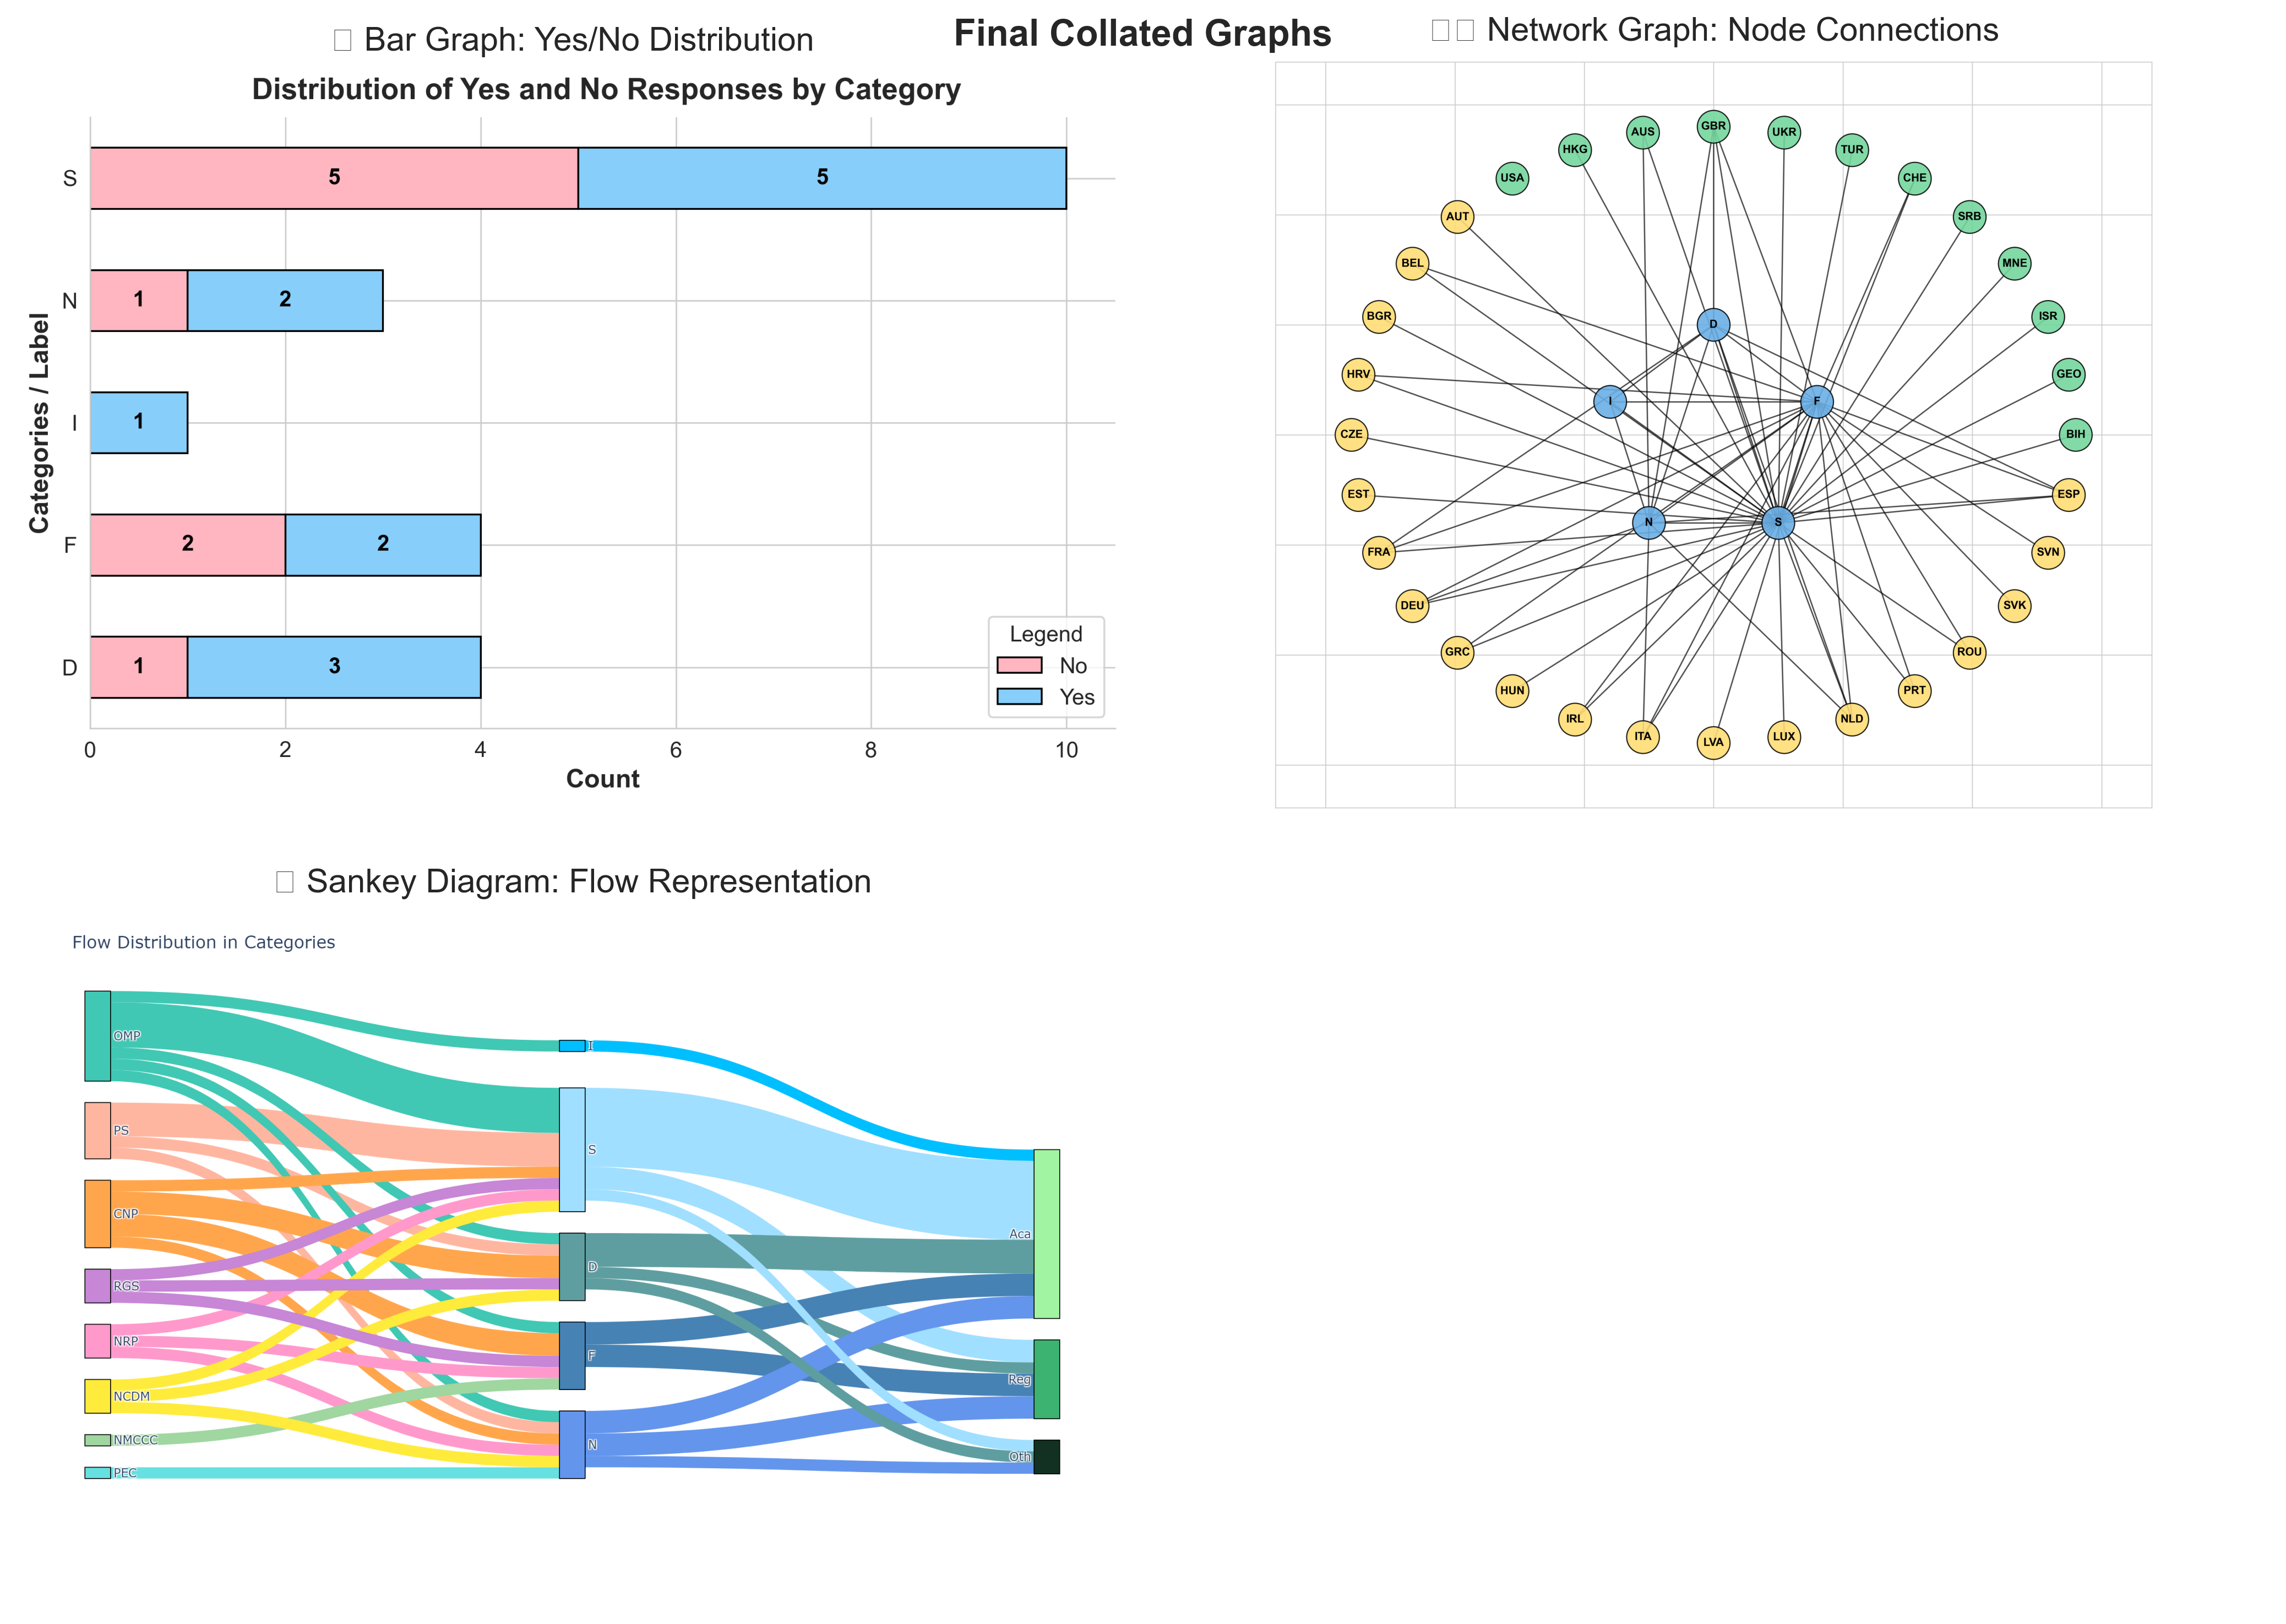 Final Collated Graphs
Bar Graph: Yes/No Distribution
Distribution of Yes and No Responses by Category
Categories / Label
S
5
5
N
1
2
I
1
F
2
2
D
1
3
Legend
No
Yes
0
2
4
6
8
10
Count
Network Graph: Node Connections
GBR
AUS
UKR
HKG
TUR
USA
CHE
AUT
SRB
BEL
MNE
BGR
ISR
D
HRV
GEO
I
F
CZE
BIH
EST
ESP
N
S
FRA
SVN
DEU
SVK
GRC
ROU
HUN
PRT
IRL
NLD
ITA
LUX
LVA
Sankey Diagram: Flow Representation
Flow Distribution in Categories
OMP
PS
CNP
RGS
NRP
NCDM
NMCCC
PEC
I
S
D
F
N
Aca
Reg
Oth